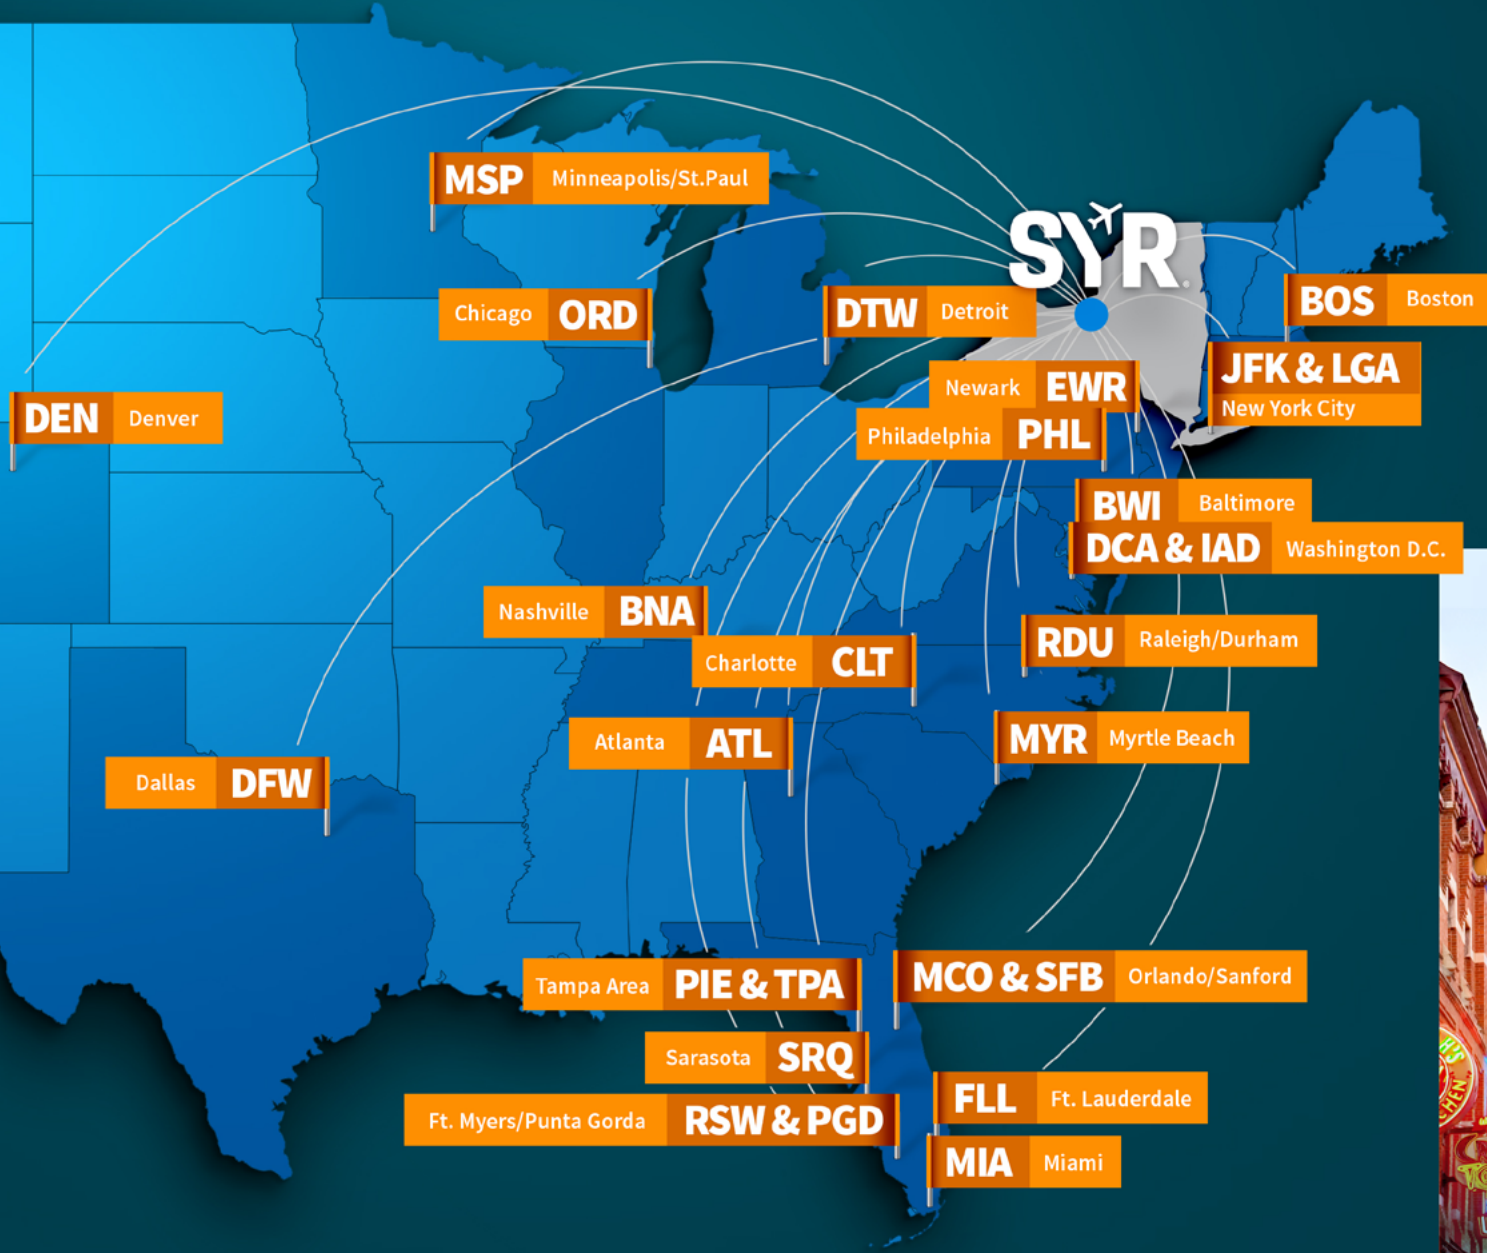 MSP Minneapolis/St.Paul
SYR
Chicago ORD
DTW Detroit
BOS Boston
JFK & LGA
New York City
Newark EWR
DEN Denver
Philadelphia PHL
BWI Baltimore
DCA & IAD Washington D.C.
Nashville BNA
RDU Raleigh/Durham
Charlotte CLT
Atlanta ATL
MYR Myrtle Beach
Dallas DFW
Tampa Area PIE & TPA
MCO & SFB Orlando/Sanford
Sarasota SRQ
FLL Ft. Lauderdale
Ft. Myers/Punta Gorda RSW & PGD
MIA Miami